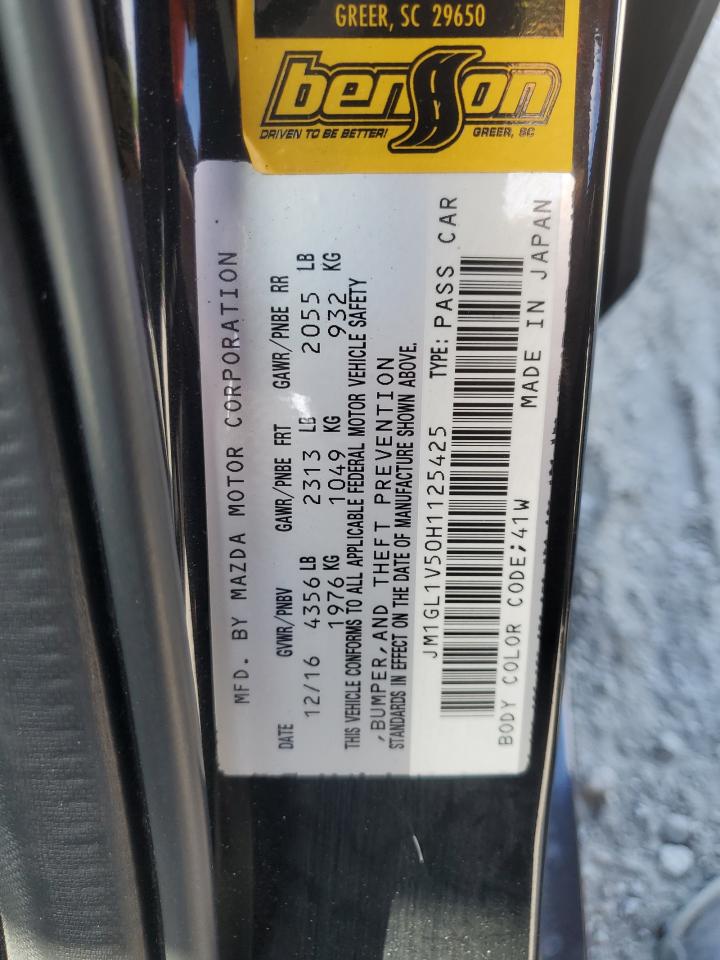 GREER, SC 29650
benson
DRIVEN TO BE BETTER! GREER, SC
MFD. BY MAZDA MOTOR CORPORATION
DATE GVWR/PNBV GAWR/PNBE FRT GAWR/PNBE RR
12/16 4356 LB 2313 LB 2055 LB
1976 KG 1049 KG 932 KG
THIS VEHICLE CONFORMS TO ALL APPLICABLE FEDERAL MOTOR VEHICLE SAFETY
,BUMPER,AND THEFT PREVENTION
STANDARDS IN EFFECT ON THE DATE OF MANUFACTURE SHOWN ABOVE.
JM1GL1V50H1125425 TYPE: PASS CAR
BODY COLOR CODE;41W MADE IN JAPAN